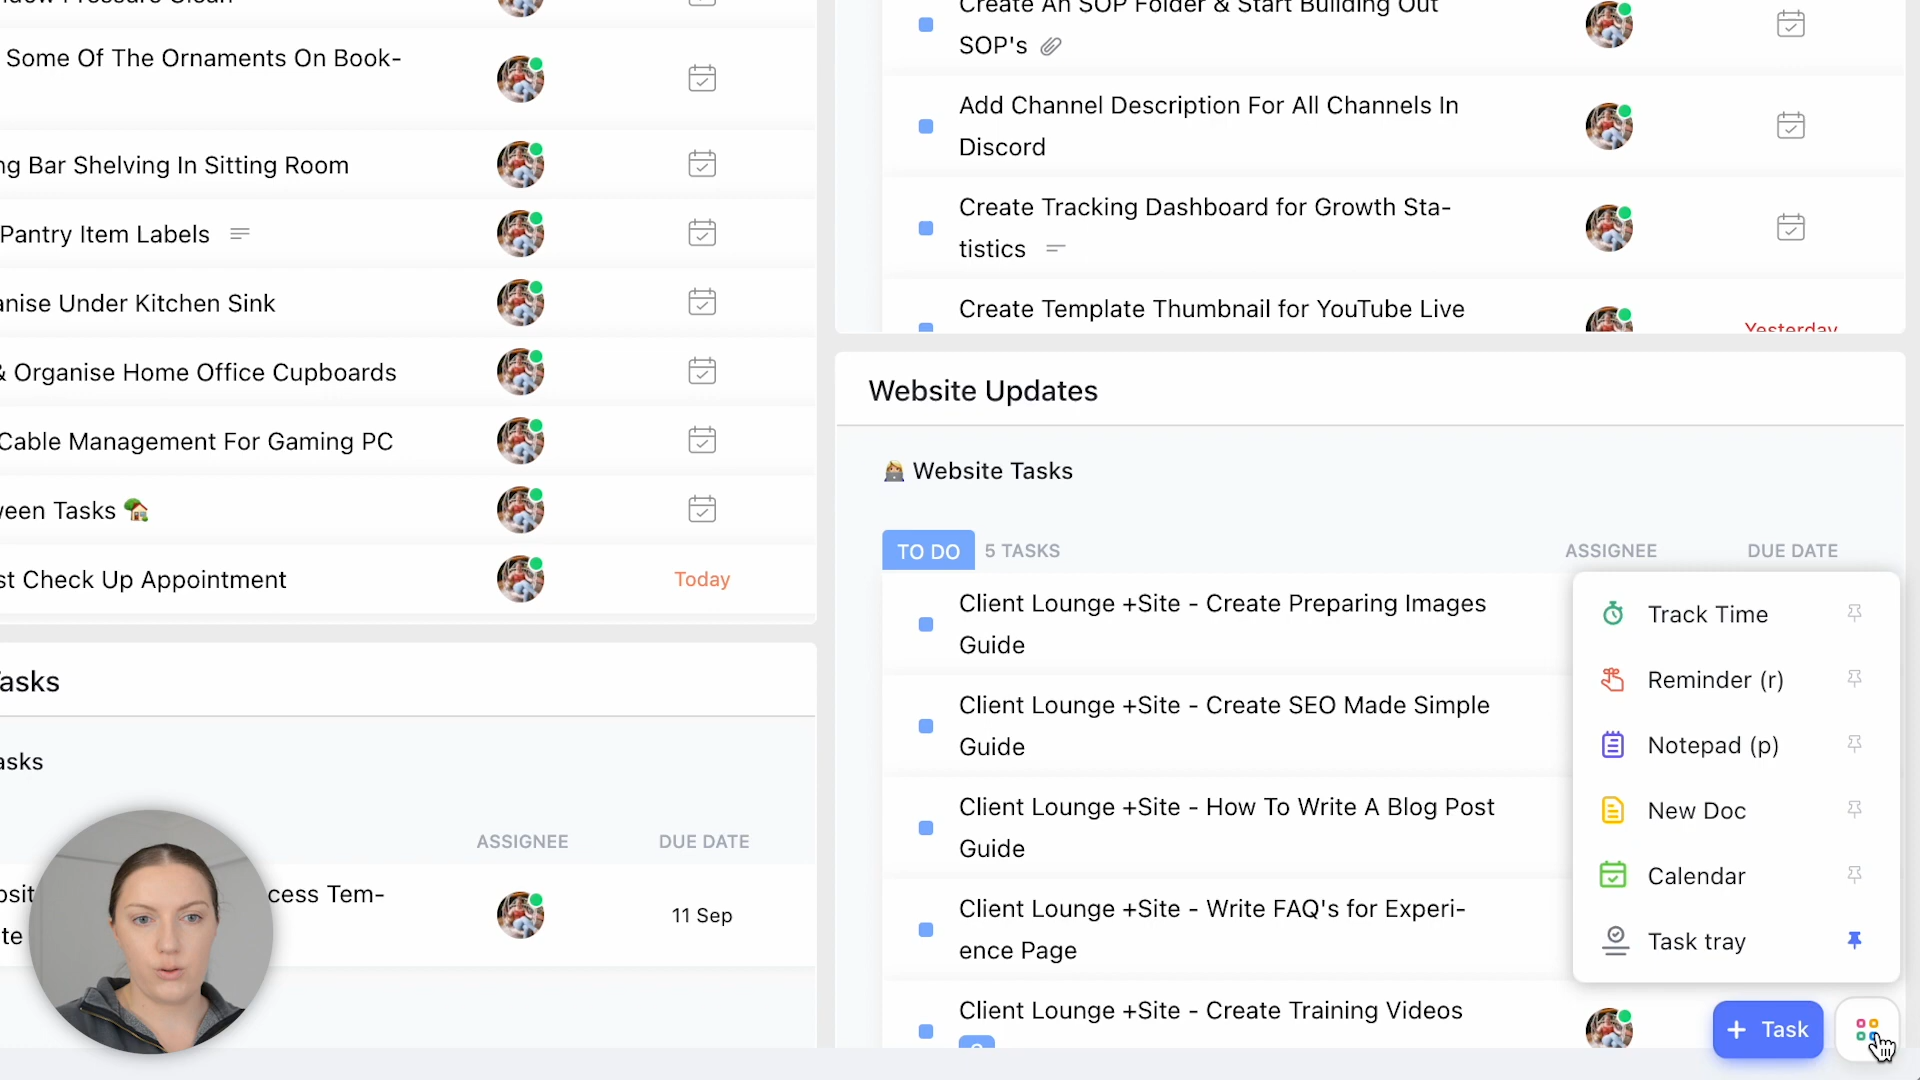 Some Of The Ornaments On Book-
ng Bar Shelving In Sitting Room
Pantry Item Labels
anise Under Kitchen Sink
& Organise Home Office Cupboards
Cable Management For Gaming PC
veen Tasks
st Check Up Appointment
Today
asks
asks
ASSIGNEE DUE DATE
cess Tem-
te
11 Sep
Create An SOP Folder & Start Building Out
SOP's
Add Channel Description For All Channels In
Discord
Create Tracking Dashboard for Growth Sta-
tistics
Create Template Thumbnail for YouTube Live
Yesterday
Website Updates
Website Tasks
TO DO 5 TASKS ASSIGNEE DUE DATE
Client Lounge +Site - Create Preparing Images
Guide
Client Lounge +Site - Create SEO Made Simple
Guide
Client Lounge +Site - How To Write A Blog Post
Guide
Client Lounge +Site - Write FAQ's for Experi-
ence Page
Client Lounge +Site - Create Training Videos
Track Time
Reminder (r)
Notepad (p)
New Doc
Calendar
Task tray
+ Task